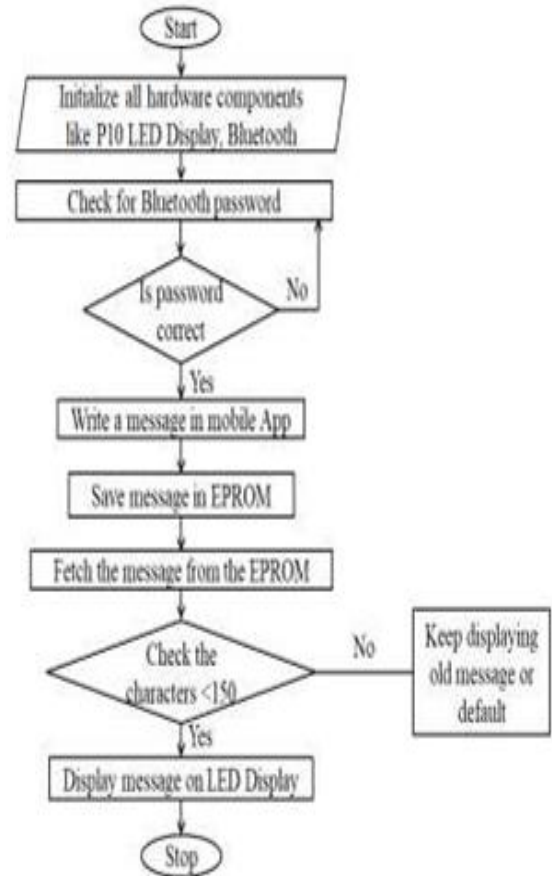 Start
Initialize all hardware components
like P10 LED Display, Bluetooth
Check for Bluetooth password
Is password
correct
No
Yes
Write a message in mobile App
Save message in EPROM
Fetch the message from the EPROM
Check the
characters <150
No
Keep displaying
old message or
default
Yes
Display message on LED Display
Stop